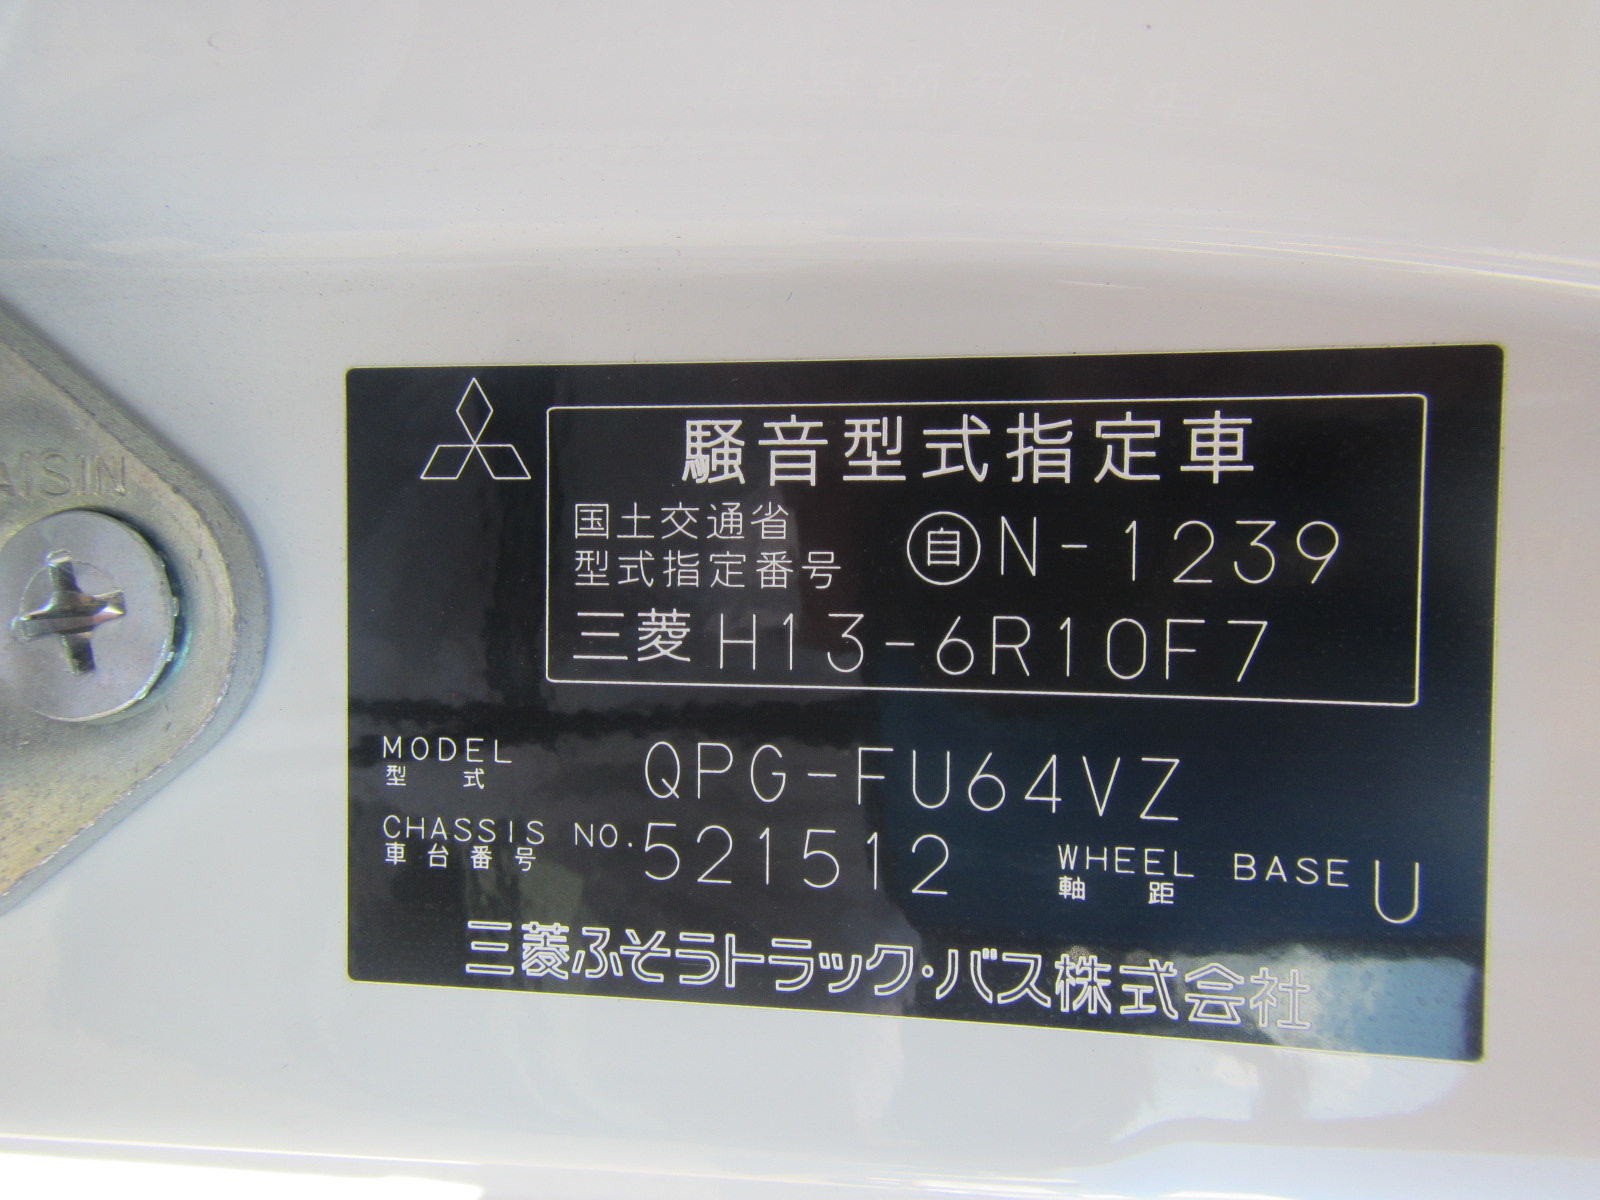 AISIN
騒音型式指定車
国土交通省
型式指定番号 自 N-1239
三菱 H13-6R10F7
MODEL
型式 QPG-FU64VZ
CHASSIS NO. 521512
車台番号
WHEEL BASE U
軸距
三菱ふそうトラック・バス株式会社